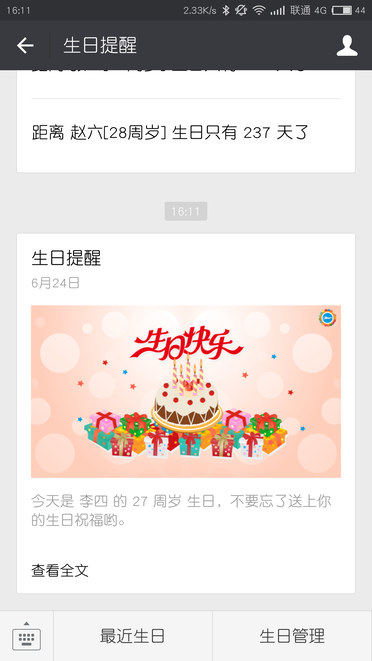 16:11
2.33K/s
联通 4G
44
生日提醒
距离 赵六[28周岁] 生日只有 237 天了
16:11
生日提醒
6月24日
生日快乐
今天是 李四 的 27 周岁 生日，不要忘了送上你
的生日祝福哟。
查看全文
最近生日
生日管理